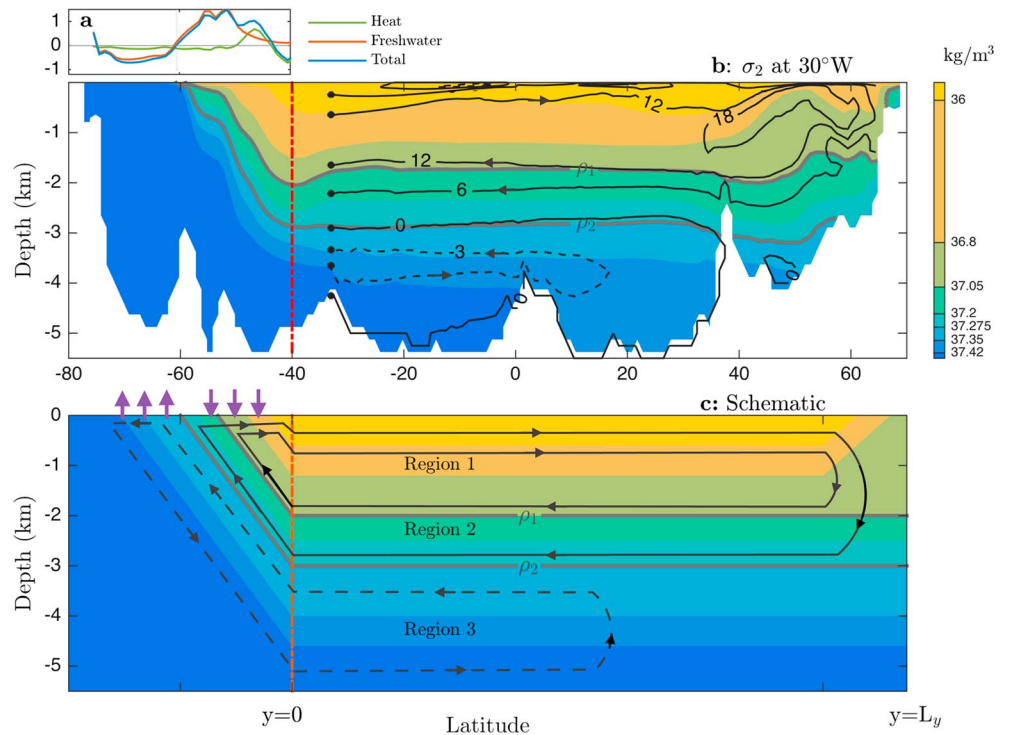 a
1
0
-1
Heat
Freshwater
Total
b: σ₂ at 30°W
kg/m³
Depth (km)
0
-1
-2
-3
-4
-5
12
18
12
ρ₁
6
0
ρ₂
-3
0
0
36
36.8
37.05
37.2
37.275
37.35
37.42
-80
-60
-40
-20
0
20
40
60
c: Schematic
Depth (km)
0
-1
-2
-3
-4
-5
Region 1
ρ₁
Region 2
ρ₂
Region 3
y=0
Latitude
y=Lᵧ